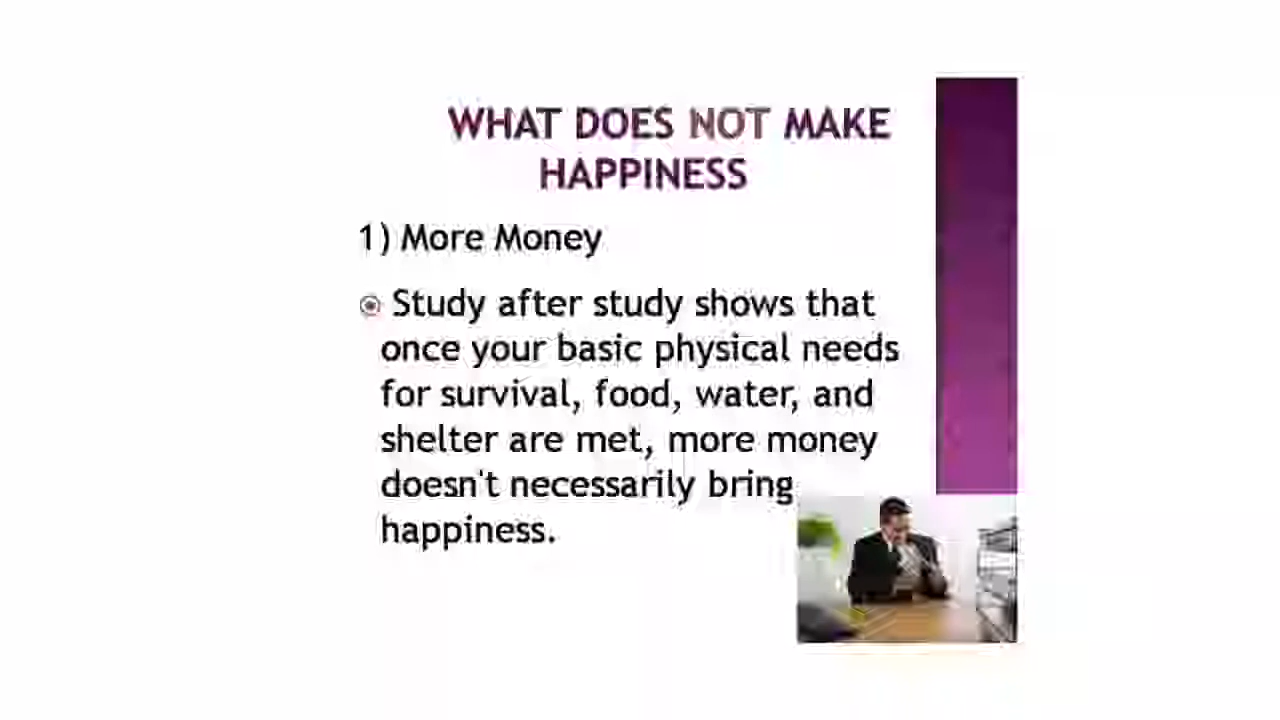 WHAT DOES NOT MAKE
HAPPINESS
1) More Money
Study after study shows that
once your basic physical needs
for survival, food, water, and
shelter are met, more money
doesn't necessarily bring
happiness.